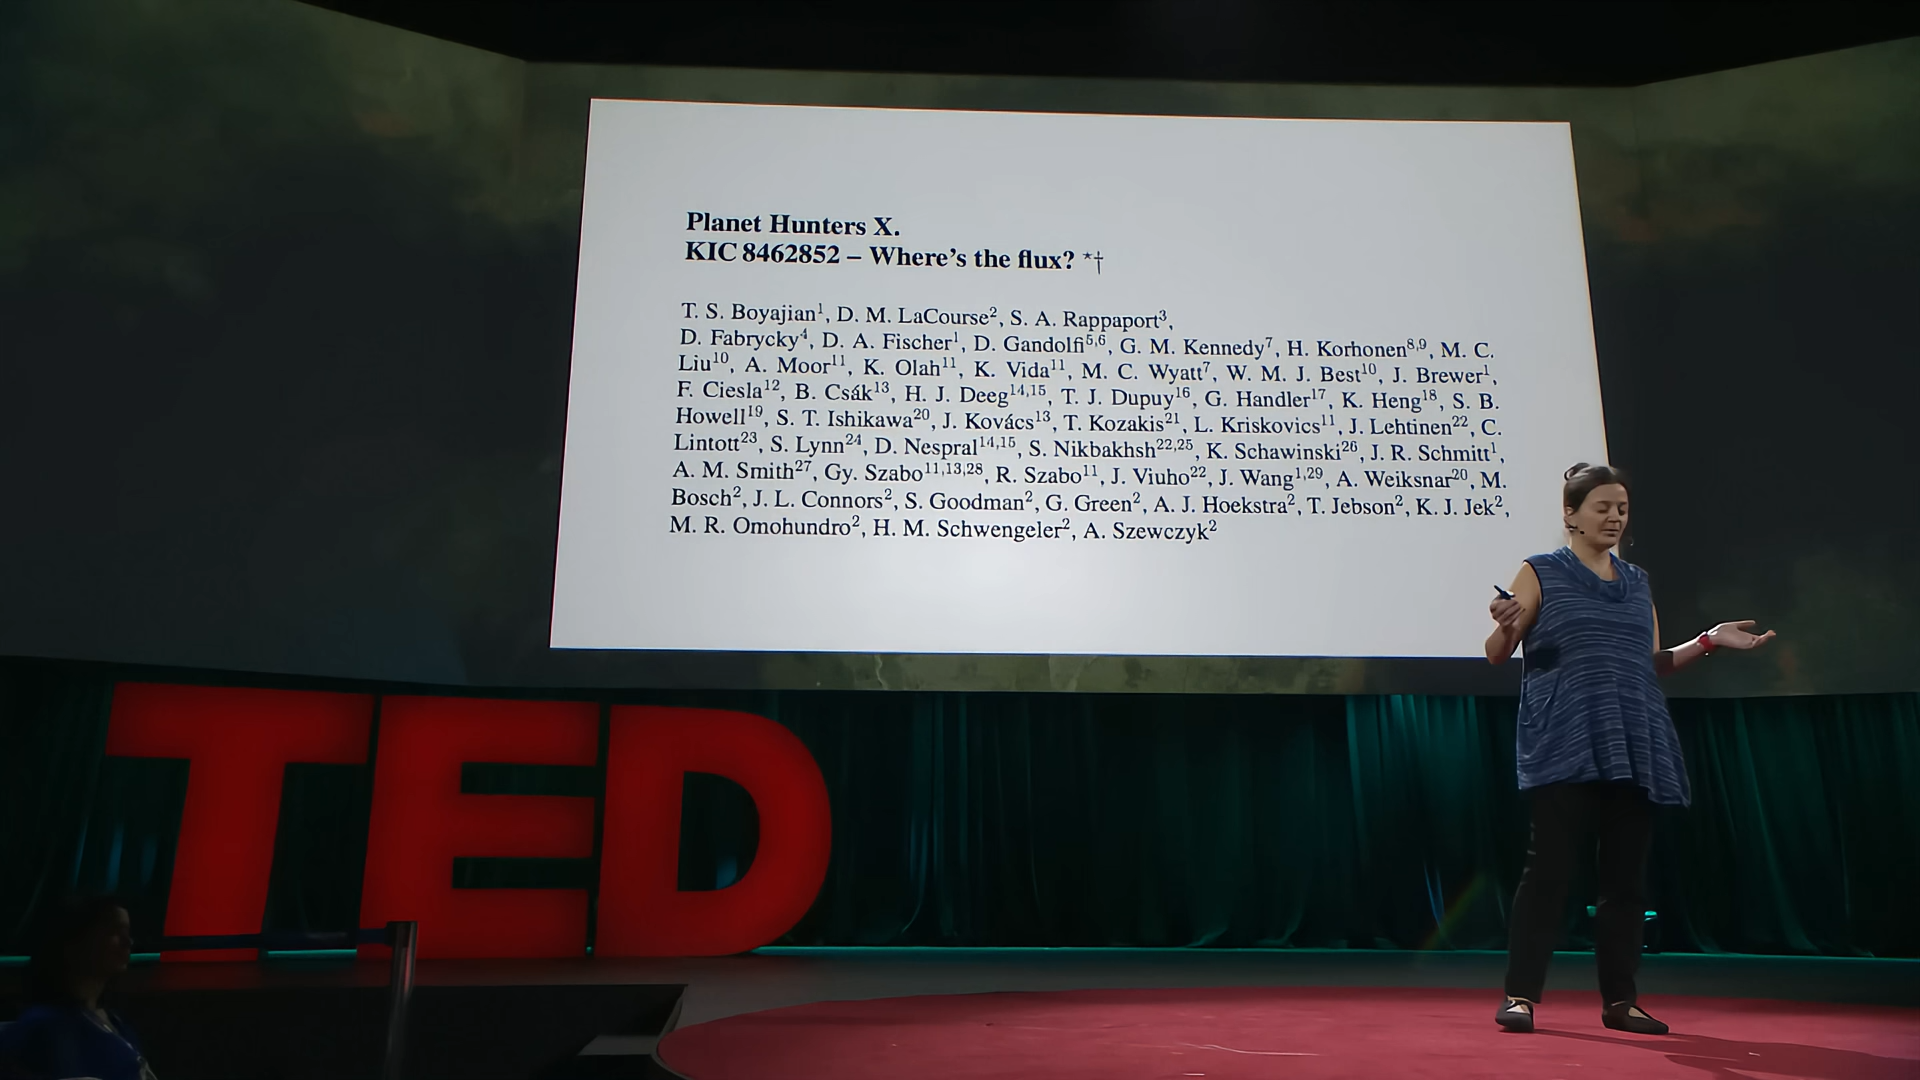 Planet Hunters X.
KIC 8462852 – Where's the flux? *†
T. S. Boyajian¹, D. M. LaCourse², S. A. Rappaport³,
D. Fabrycky⁴, D. A. Fischer¹, D. Gandolfi⁵,⁶, G. M. Kennedy⁷, H. Korhonen⁸,⁹, M. C.
Liu¹⁰, A. Moor¹¹, K. Olah¹¹, K. Vida¹¹, M. C. Wyatt⁷, W. M. J. Best¹⁰, J. Brewer¹,
F. Ciesla¹², B. Csák¹³, H. J. Deeg¹⁴,¹⁵, T. J. Dupuy¹⁶, G. Handler¹⁷, K. Heng¹⁸, S. B.
Howell¹⁹, S. T. Ishikawa²⁰, J. Kovács¹³, T. Kozakis²¹, L. Kriskovics¹¹, J. Lehtinen²², C.
Lintott²³, S. Lynn²⁴, D. Nespral¹⁴,¹⁵, S. Nikbakhsh²²,²⁵, K. Schawinski²⁶, J. R. Schmitt¹,
A. M. Smith²⁷, Gy. Szabo¹¹,¹³,²⁸, R. Szabo¹¹, J. Viuho²², J. Wang¹,²⁹, A. Weiksnar²⁰, M.
Bosch², J. L. Connors², S. Goodman², G. Green², A. J. Hoekstra², T. Jebson², K. J. Jek²,
M. R. Omohundro², H. M. Schwengeler², A. Szewczyk²
TED